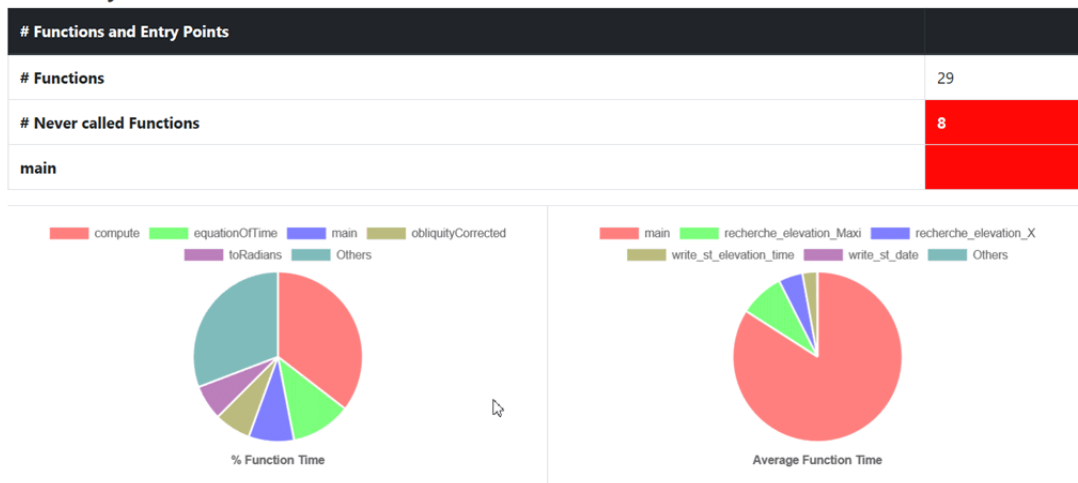 # Functions and Entry Points
# Functions 29
# Never called Functions 8
main
compute equationOfTime main obliquityCorrected
toRadians Others
% Function Time
main recherche_elevation_Maxi recherche_elevation_X
write_st_elevation_time write_st_date Others
Average Function Time